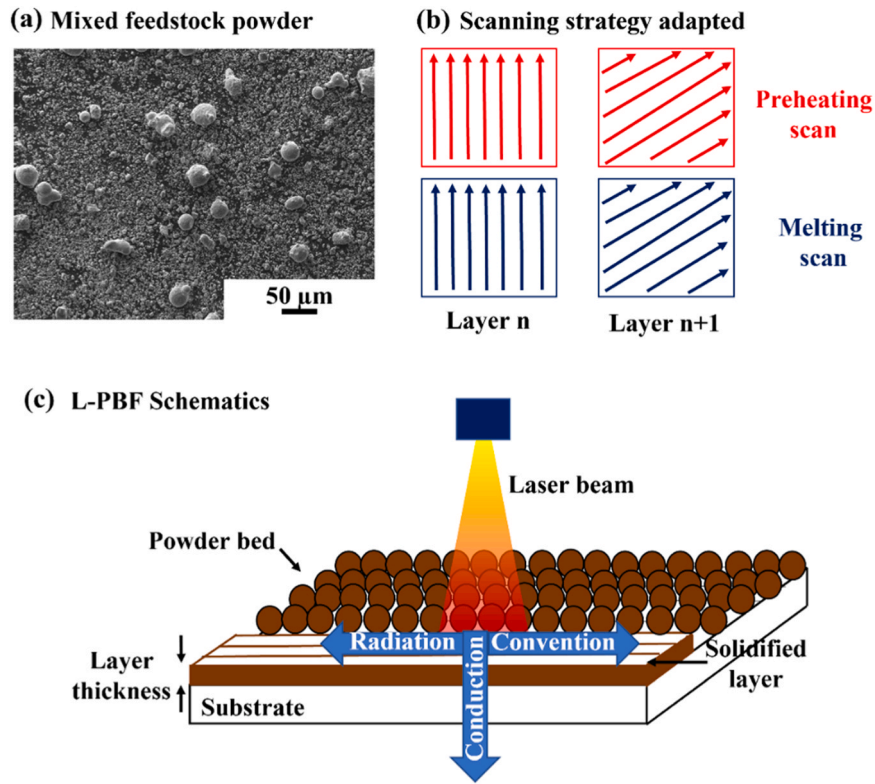 (a) Mixed feedstock powder
50 µm
(b) Scanning strategy adapted
Preheating
scan
Melting
scan
Layer n
Layer n+1
(c) L-PBF Schematics
Laser beam
Powder bed
Radiation
Convention
Conduction
Layer
thickness
Solidified
layer
Substrate